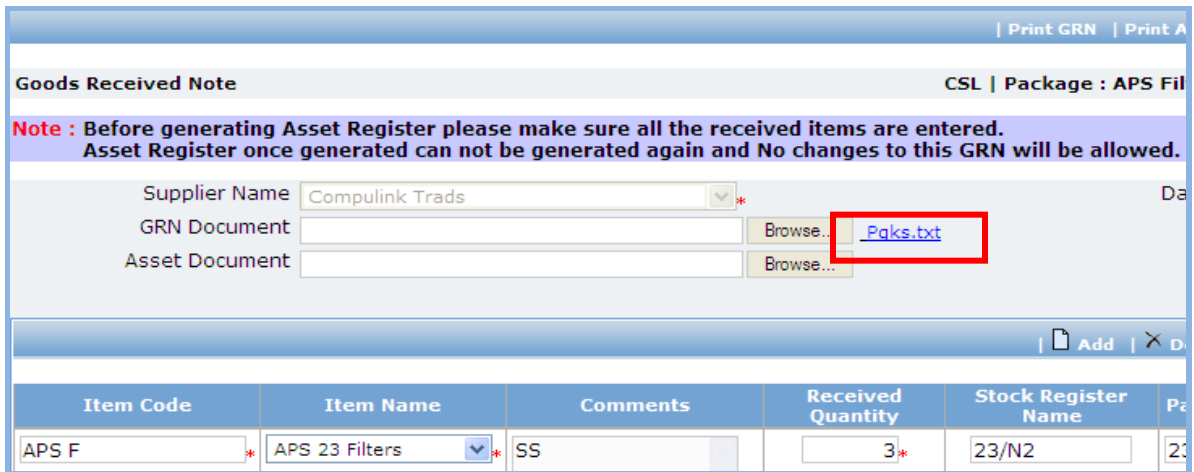 | Print GRN | Print A
Goods Received Note CSL | Package : APS Fil
Note : Before generating Asset Register please make sure all the received items are entered.
Asset Register once generated can not be generated again and No changes to this GRN will be allowed.
Supplier Name Compulink Trads * Da
GRN Document Browse... Pqks.txt
Asset Document Browse...
| Add | D
Item Code Item Name Comments Received Quantity Stock Register Name Pa
APS F * APS 23 Filters * SS 3 * 23/N2 23